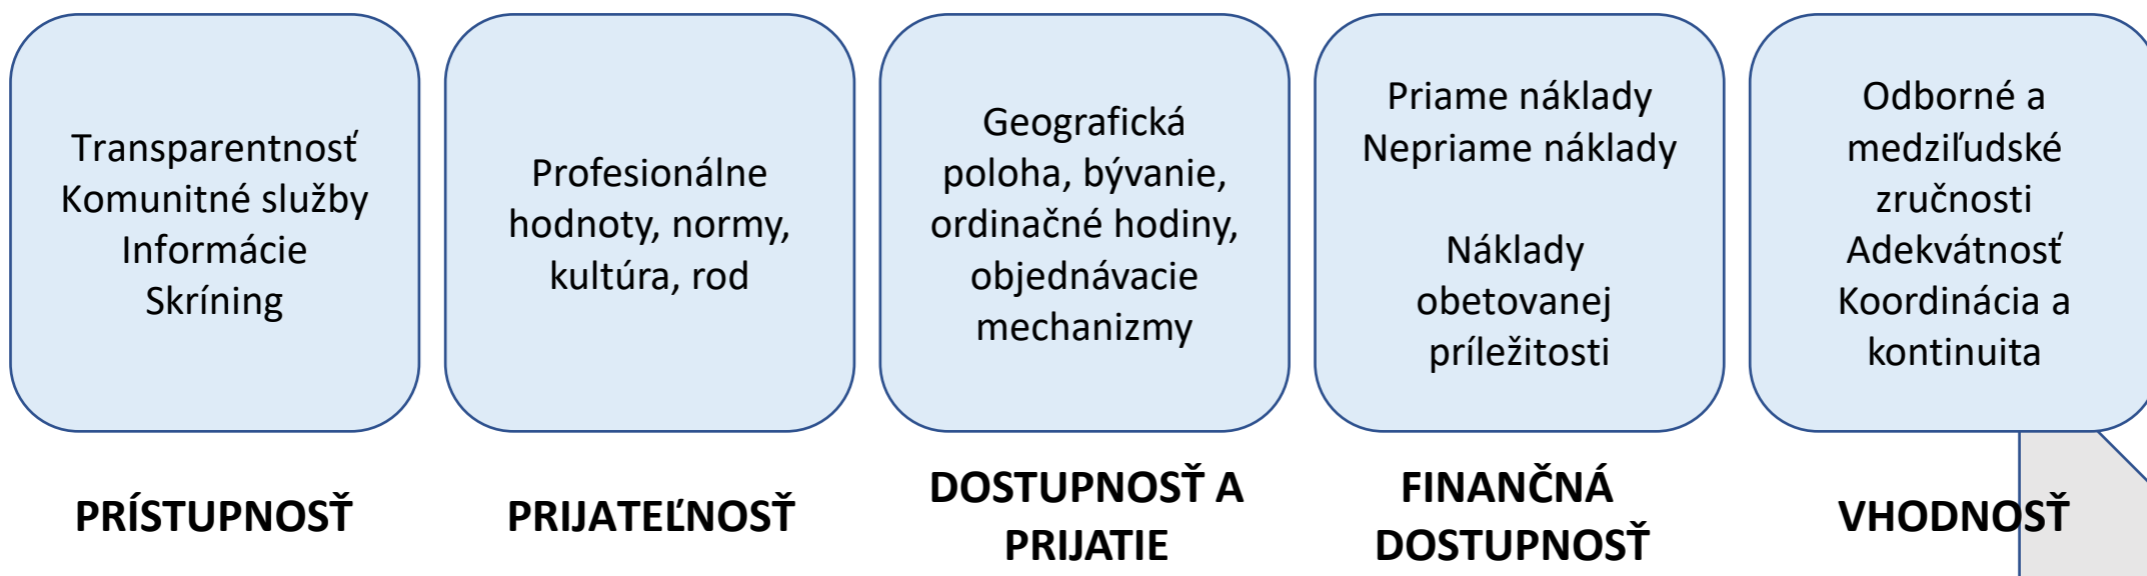 Transparentnosť
Komunitné služby
Informácie
Skríning
Profesionálne
hodnoty, normy,
kultúra, rod
Geografická
poloha, bývanie,
ordinačné hodiny,
objednávacie
mechanizmy
Priame náklady
Nepriame náklady
Náklady
obetovanej
príležitosti
Odborné a
medziľudské
zručnosti
Adekvátnosť
Koordinácia a
kontinuita
PRÍSTUPNOSŤ
PRIJATEĽNOSŤ
DOSTUPNOSŤ A
PRIJATIE
FINANČNÁ
DOSTUPNOSŤ
VHODNOSŤ